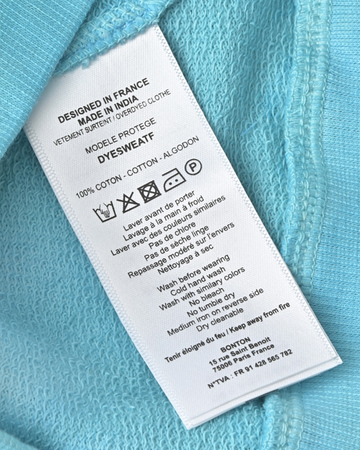 DESIGNED IN FRANCE
MADE IN INDIA
VETEMENT SURTEINT / OVERDYED CLOTHE
MODELE PROTEGE
DYESWEATF
100% COTON - COTTON - ALGODON
P
Laver avant de porter
Lavage à la main à froid
Laver avec des couleurs similaires
Pas de chlore
Pas de sèche linge
Repassage modéré sur l'envers
Nettoyage à sec
Wash before wearing
Cold hand wash
Wash with similary colors
No bleach
No tumble dry
Medium iron on reverse side
Dry cleanable
Tenir éloigné du feu / Keep away from fire
BONTON
15 rue Saint Benoit
75006 Paris France
N°TVA - FR 91 428 565 782